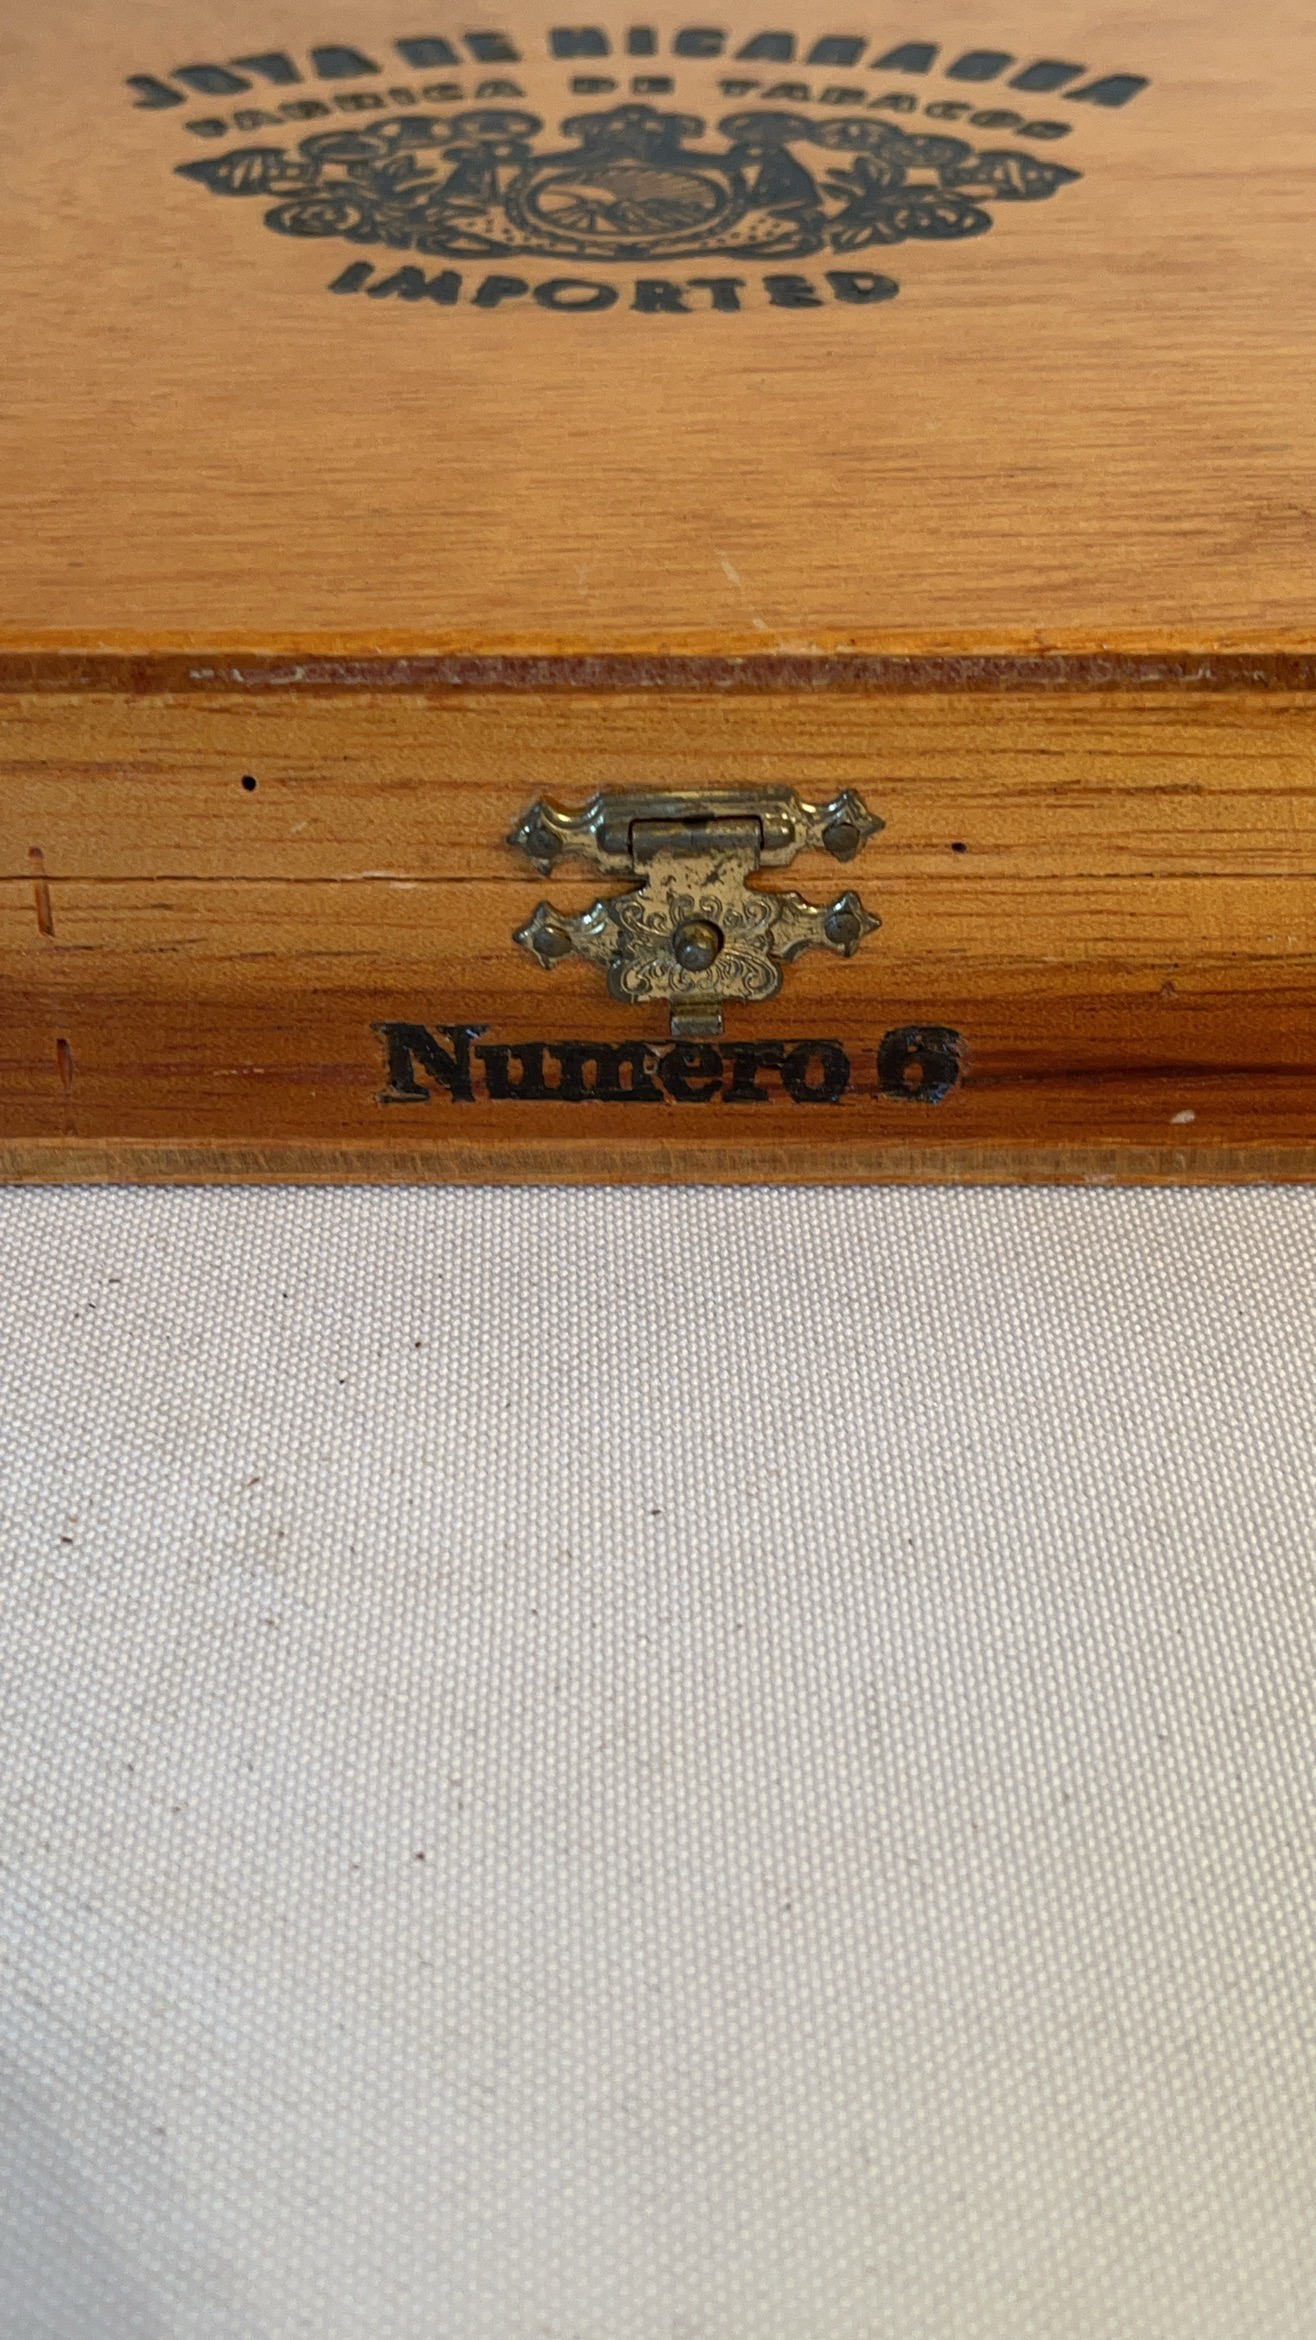 JOYA DE NICARAGUA
FABRICA DE TABACOS
IMPORTED
Numero 6